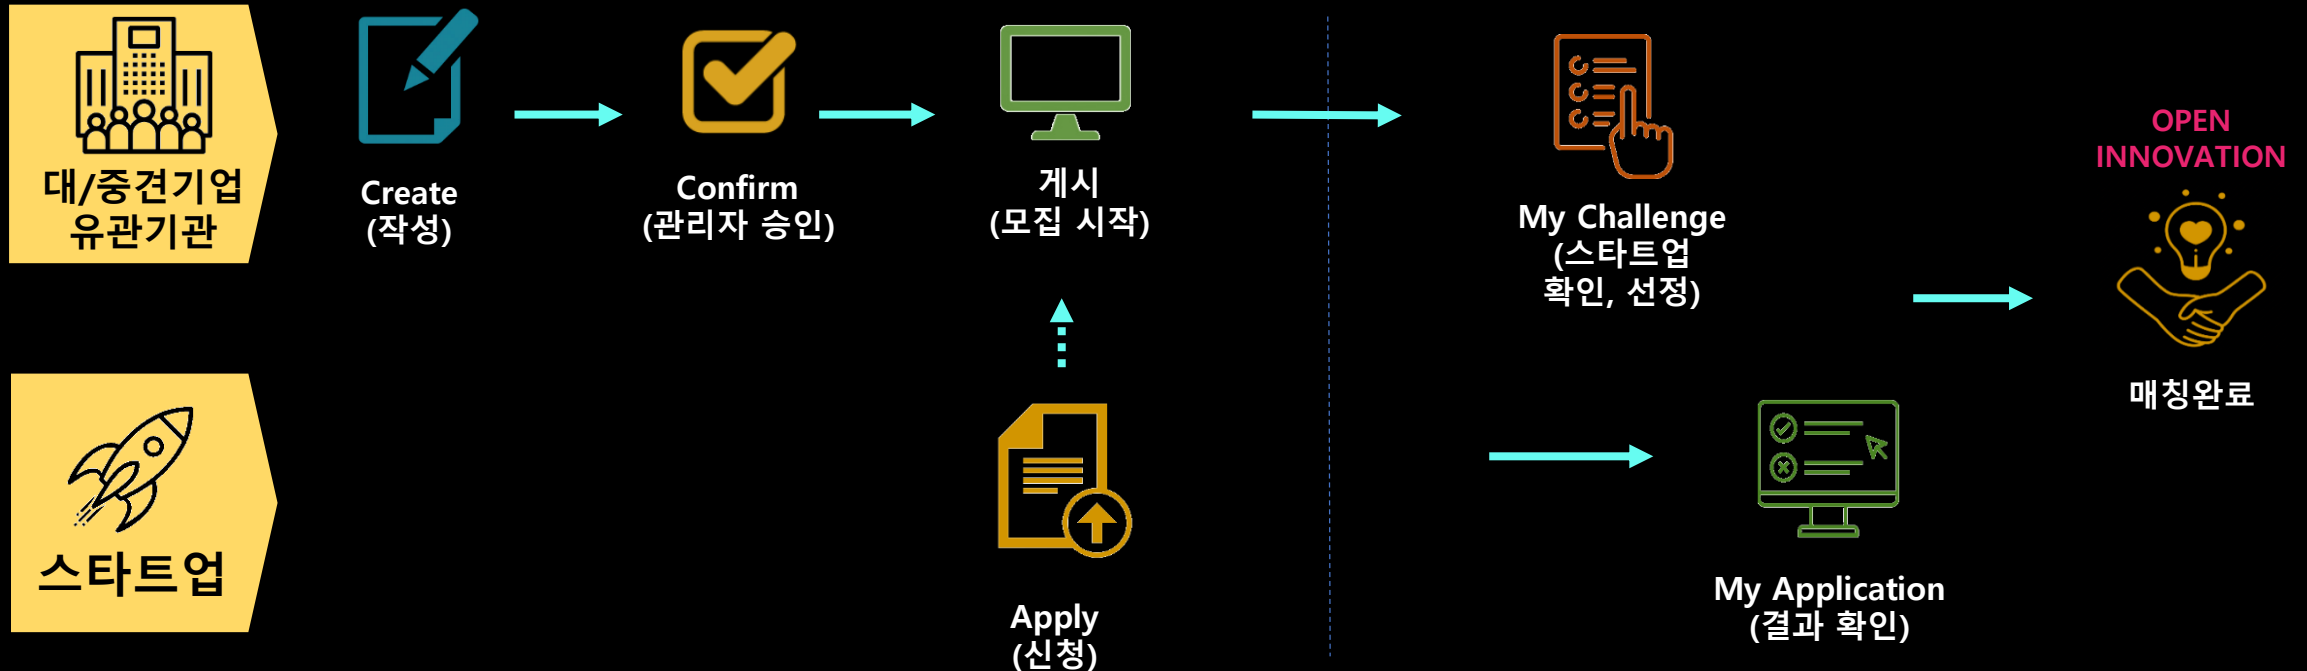 대/중견기업
유관기관
Create
(작성)
Confirm
(관리자 승인)
게시
(모집 시작)
My Challenge
(스타트업
확인, 선정)
OPEN
INNOVATION
매칭완료
스타트업
Apply
(신청)
My Application
(결과 확인)